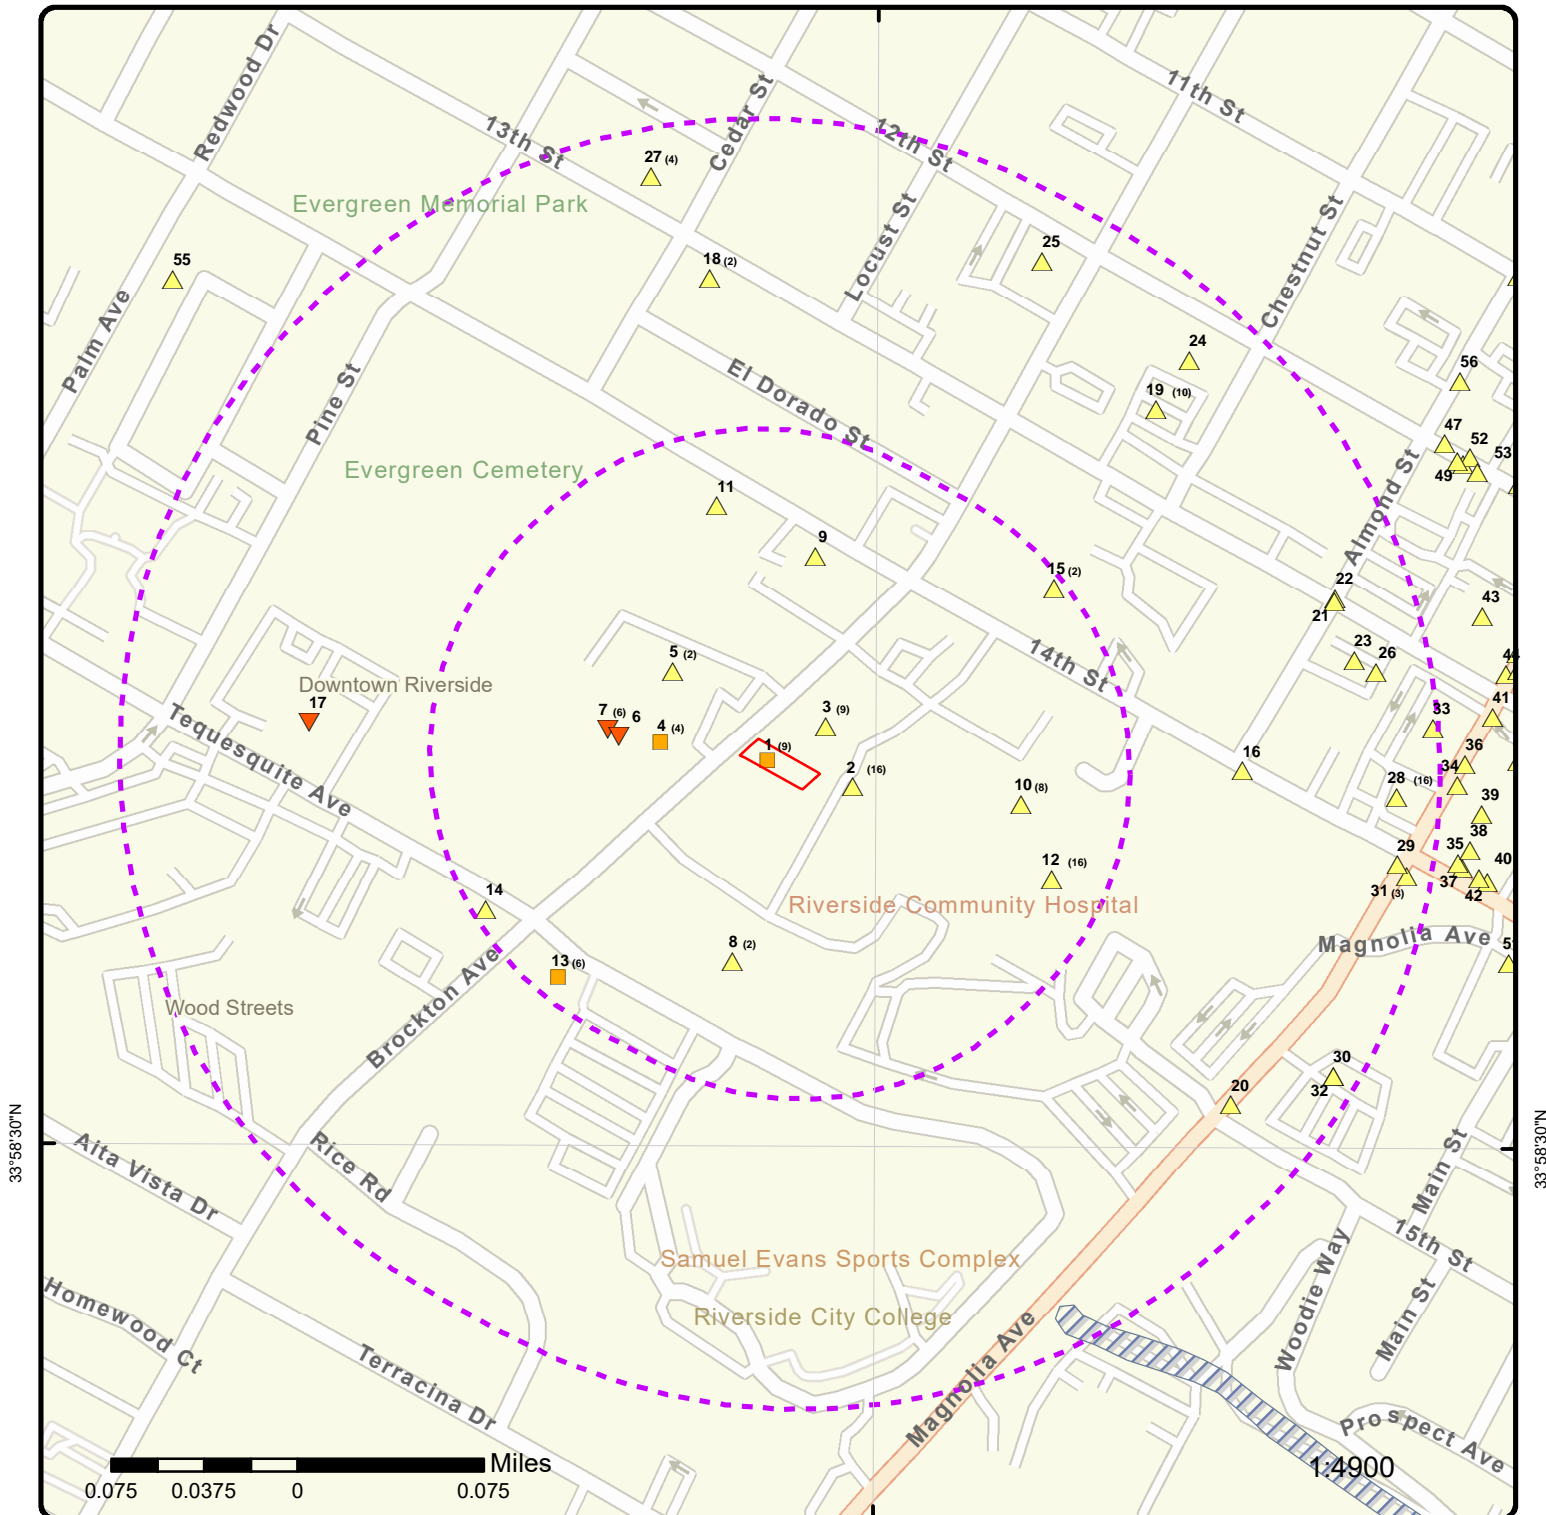 Redwood Dr
11th St
Cedar St
13th St
12th St
27 (4)
Evergreen Memorial Park
Locust St
Chestnut St
25
55
18 (2)
Palm Ave
24
56
El Dorado St
Pine St
19 (10)
47
52
53
49
Evergreen Cemetery
Almond St
11
9
15 (2)
22
21
43
14th St
23
26
44
5 (2)
Downtown Riverside
17
7 (6)
6
4 (4)
3 (9)
1 (9)
33
41
Tequesquite Ave
2 (16)
10 (8)
16
36
34
28 (16)
39
12 (16)
29
35
38
40
37
42
31 (3)
14
Riverside Community Hospital
Magnolia Ave
8 (2)
13 (6)
Wood Streets
Brockton Ave
30
32
20
33°58'30"N
33°58'30"N
Aita Vista Dr
Rice Rd
Main St
15th St
Samuel Evans Sports Complex
Woodie Way
Riverside City College
Main St
Homewood Ct
Magnolia Ave
Terracina Dr
Prospect Ave
Miles
1:4900
0.075 0.0375 0 0.075